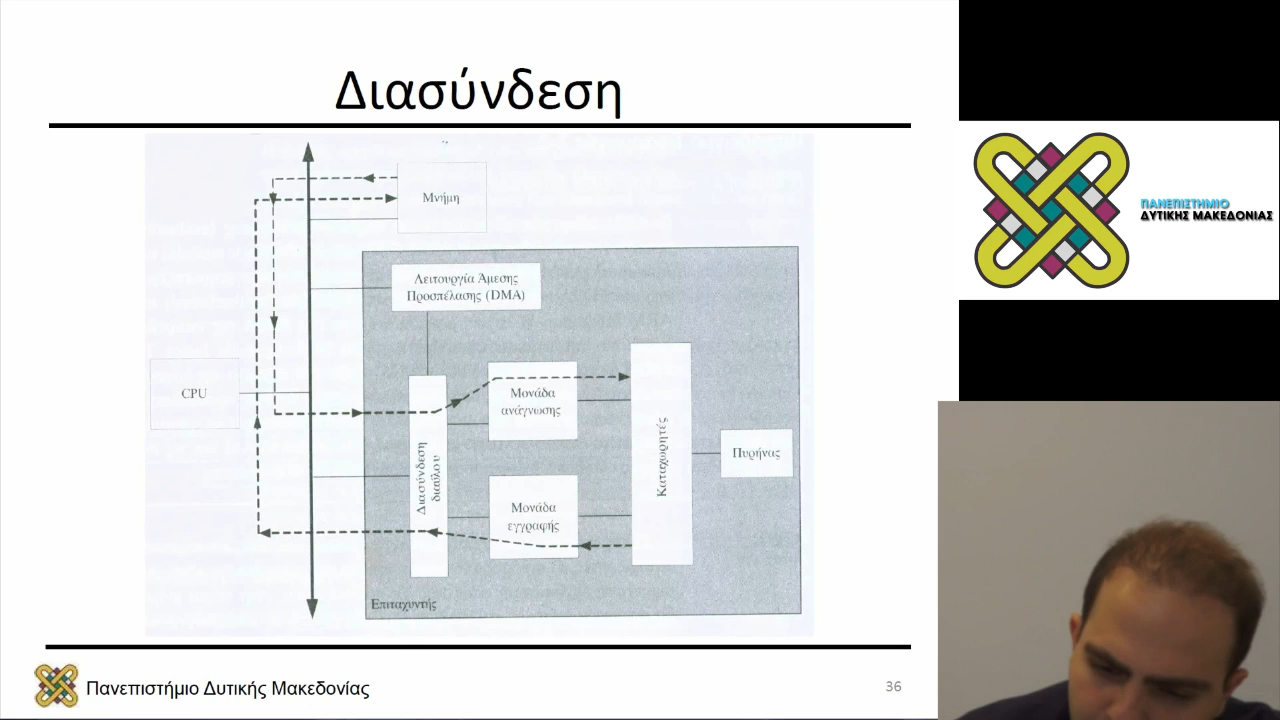 Διασύνδεση
Μνήμη
Λειτουργία Άμεσης
Προσπέλασης (DMA)
CPU
Μονάδα
ανάγνωσης
Διασύνδεση
διαύλου
Καταχωρητές
Πυρήνας
Μονάδα
εγγραφής
Επιταχυντής
Πανεπιστήμιο Δυτικής Μακεδονίας
36
ΠΑΝΕΠΙΣΤΗΜΙΟ
ΔΥΤΙΚΗΣ ΜΑΚΕΔΟΝΙΑΣ